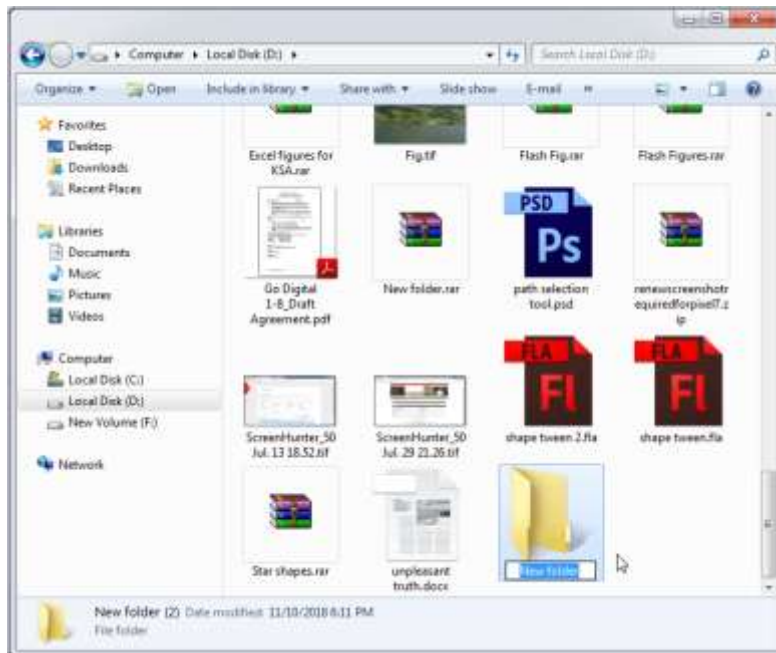 Computer ▸ Local Disk (D:) ▸
Search Local Disk (D:)
Organize Open Include in library Share with Slide show E-mail »
Favorites
Desktop
Downloads
Recent Places
Libraries
Documents
Music
Pictures
Videos
Computer
Local Disk (C:)
Local Disk (D:)
New Volume (F:)
Network
Excel figures for
KSA.rar
Fig.tif
Flash Fig.rar
Flash Figures.rar
Go Digital
1-8_Draft
Agreement.pdf
New folder.rar
PSD
Ps
path selection
tool.psd
renewscreenshotr
equiredforpixel7.z
ip
ScreenHunter_50
Jul. 13 18.52.tif
ScreenHunter_50
Jul. 29 21.26.tif
FLA
Fl
shape tween 2.fla
FLA
Fl
shape tween.fla
Star shapes.rar
unpleasant
truth.docx
New folder
New folder (2) Date modified: 11/10/2018 6:11 PM
File folder